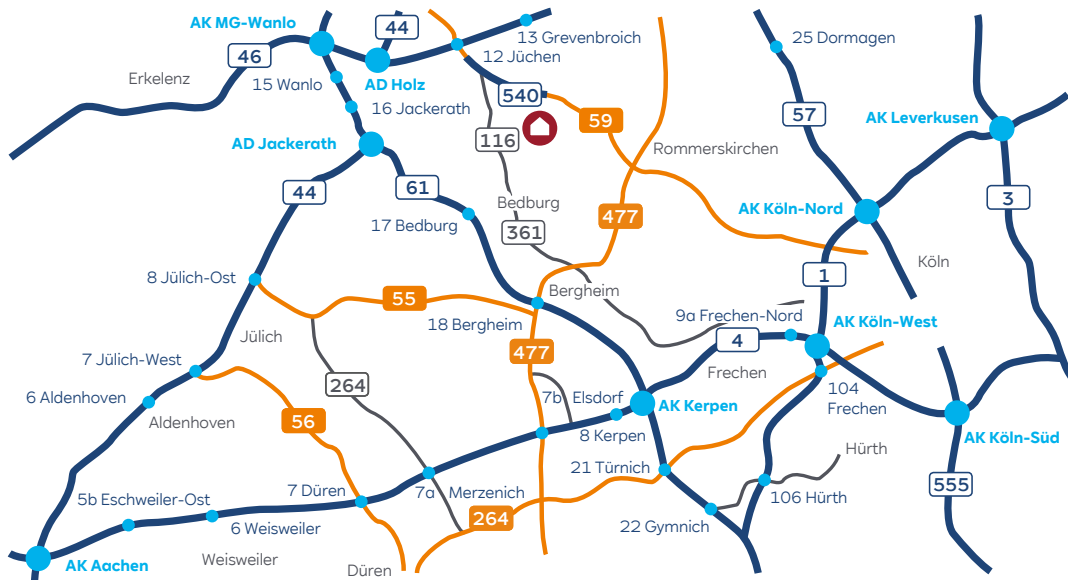 AK MG-Wanlo
44
13 Grevenbroich
12 Jüchen
25 Dormagen
46
15 Wanlo
AD Holz
Erkelenz
16 Jackerath
540
59
57
AK Leverkusen
AD Jackerath
116
Rommerskirchen
44
61
3
Bedburg
AK Köln-Nord
17 Bedburg
361
477
Köln
8 Jülich-Ost
1
55
Bergheim
18 Bergheim
9a Frechen-Nord
AK Köln-West
Jülich
4
477
7 Jülich-West
Frechen
264
7b
Elsdorf
104
Frechen
6 Aldenhoven
AK Kerpen
Aldenhoven
56
8 Kerpen
AK Köln-Süd
Hürth
21 Türnich
7 Düren
7a
Merzenich
106 Hürth
555
5b Eschweiler-Ost
264
22 Gymnich
6 Weisweiler
Weisweiler
AK Aachen
Düren